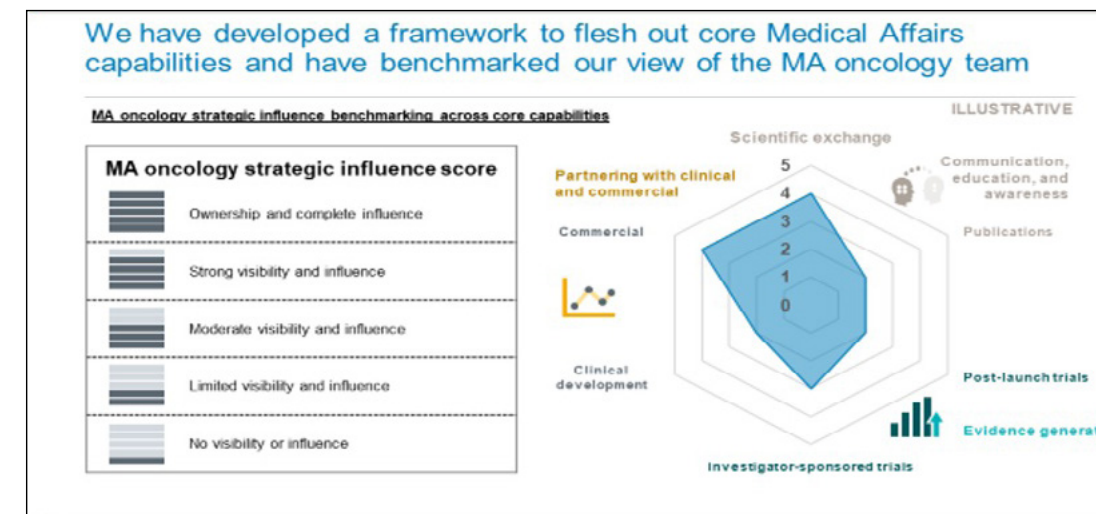 We have developed a framework to flesh out core Medical Affairs
capabilities and have benchmarked our view of the MA oncology team
MA oncology strategic influence benchmarking across core capabilities
ILLUSTRATIVE
MA oncology strategic influence score
Ownership and complete influence
Strong visibility and influence
Moderate visibility and influence
Limited visibility and influence
No visibility or influence
Scientific exchange
Partnering with clinical
and commercial
Communication,
education, and
awareness
Commercial
Publications
5
4
3
2
1
0
Clinical
development
Post-launch trials
Evidence generat
Investigator-sponsored trials